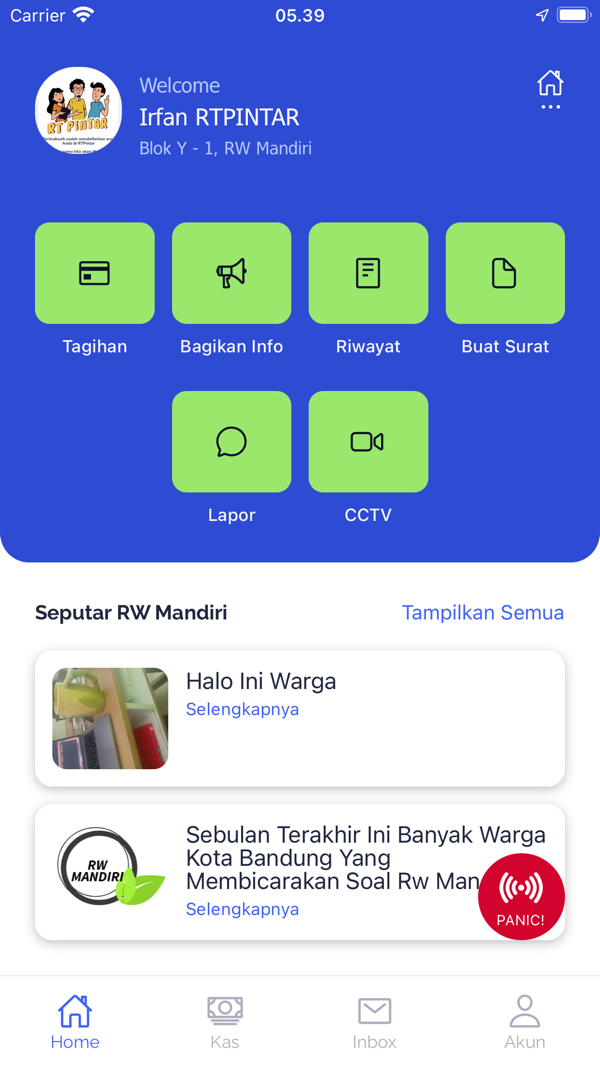 Carrier
05.39
RT PINTAR
Welcome
Irfan RTPINTAR
Blok Y - 1, RW Mandiri
Tagihan
Bagikan Info
Riwayat
Buat Surat
Lapor
CCTV
Seputar RW Mandiri
Tampilkan Semua
Halo Ini Warga
Selengkapnya
RW
MANDIRI
Sebulan Terakhir Ini Banyak Warga
Kota Bandung Yang
Membicarakan Soal Rw Man
Selengkapnya
PANIC!
Home
Kas
Inbox
Akun